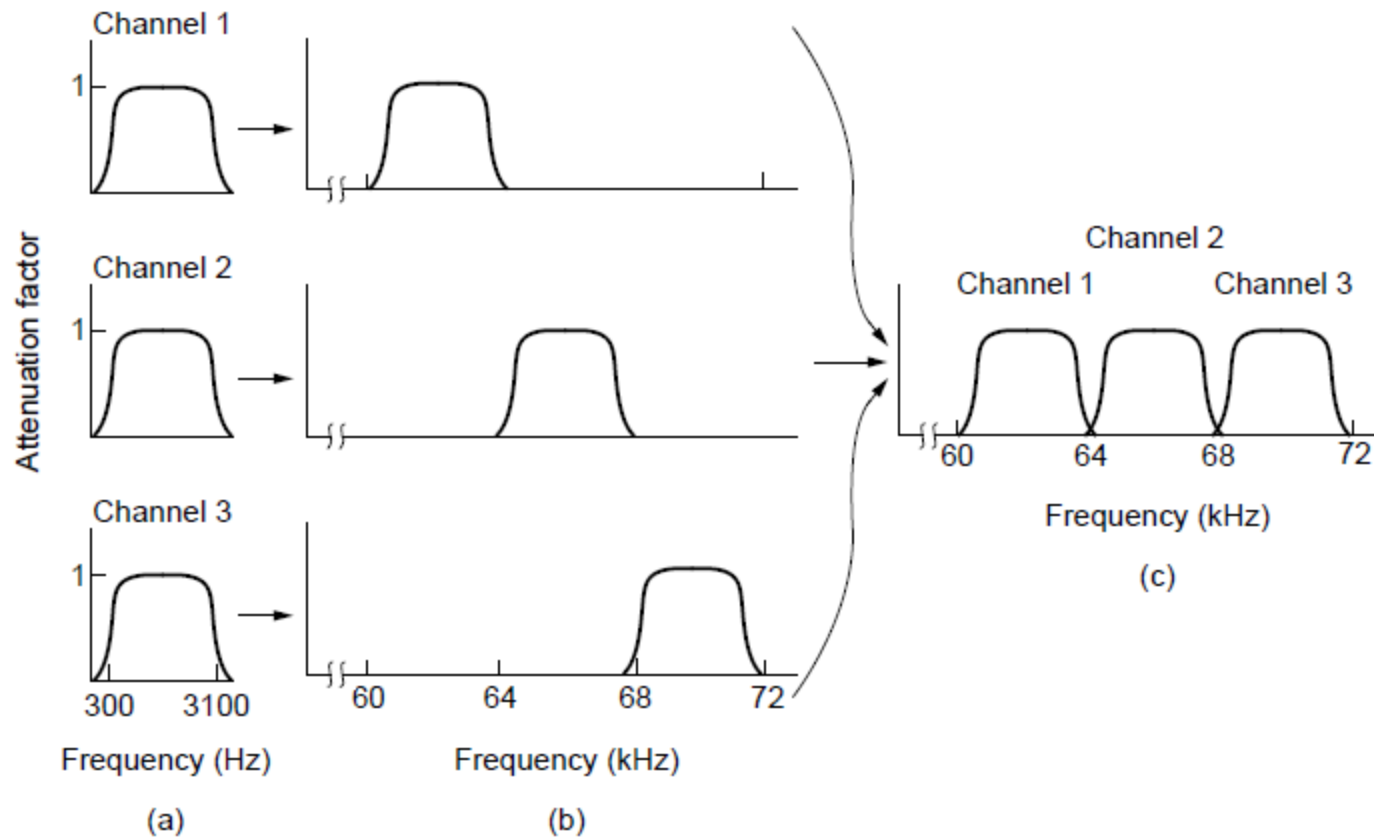 Channel 1
1
Attenuation factor
Channel 2
1
Channel 3
1
300 3100
Frequency (Hz)
(a)
60 64 68 72
Frequency (kHz)
(b)
Channel 2
Channel 1 Channel 3
60 64 68 72
Frequency (kHz)
(c)